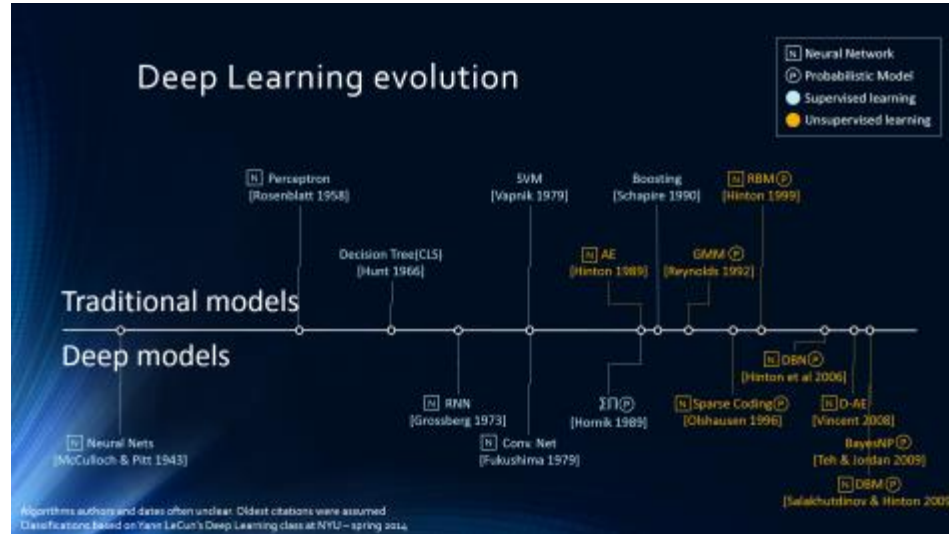 Deep Learning evolution
N Neural Network
P Probabilistic Model
Supervised learning
Unsupervised learning
N Perceptron
[Rosenblatt 1958]
SVM
[Vapnik 1979]
Boosting
[Schapire 1990]
N RBM P
[Hinton 1999]
Decision Tree(CLS)
[Hunt 1966]
N AE
[Hinton 1989]
GMM P
[Reynolds 1992]
Traditional models
Deep models
N DBN P
[Hinton et al 2006]
N RNN
[Grossberg 1973]
ΣΠ P
[Hornik 1989]
N Sparse Coding P
[Olshausen 1996]
N D-AE
[Vincent 2008]
N Neural Nets
[McCulloch & Pitt 1943]
N Conv. Net
[Fukushima 1979]
BayesNP P
[Teh & Jordan 2009]
N DBM P
[Salakhutdinov & Hinton 2009
Algorithms authors and dates often unclear. Oldest citations were assumed
Classifications based on Yann LeCun's Deep Learning class at NYU – spring 2014